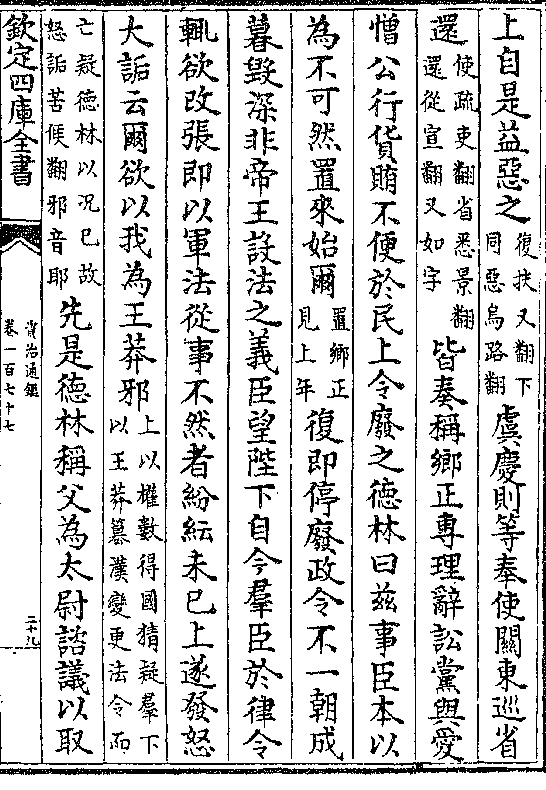 上自是益惡之復扶又翻下同惡烏路翻虞慶則等奉使關東巡省
還使疏吏翻省悉景翻還從宣翻又如字皆奏稱鄉正專理辭訟黨與愛
憎公行貨賄不便於民上令廢之德林曰茲事臣本以
為不可然置來始爾置鄉正見上年復即停廢政令不一朝成
暮毀深非帝王設法之義臣望陛下自今羣臣於律令
輒欲改張即以軍法從事不然者紛紜未已上遂發怒
大詬云爾欲以我為王莽邪上以權數得國猜疑羣下以王莽篡漢變更法令而
亡疑德林以况已故怒詬苦候翻邪音耶先是德林稱父為太尉諮議以取
欽定四庫全書
資治通鑑
卷一百七十七
二十九